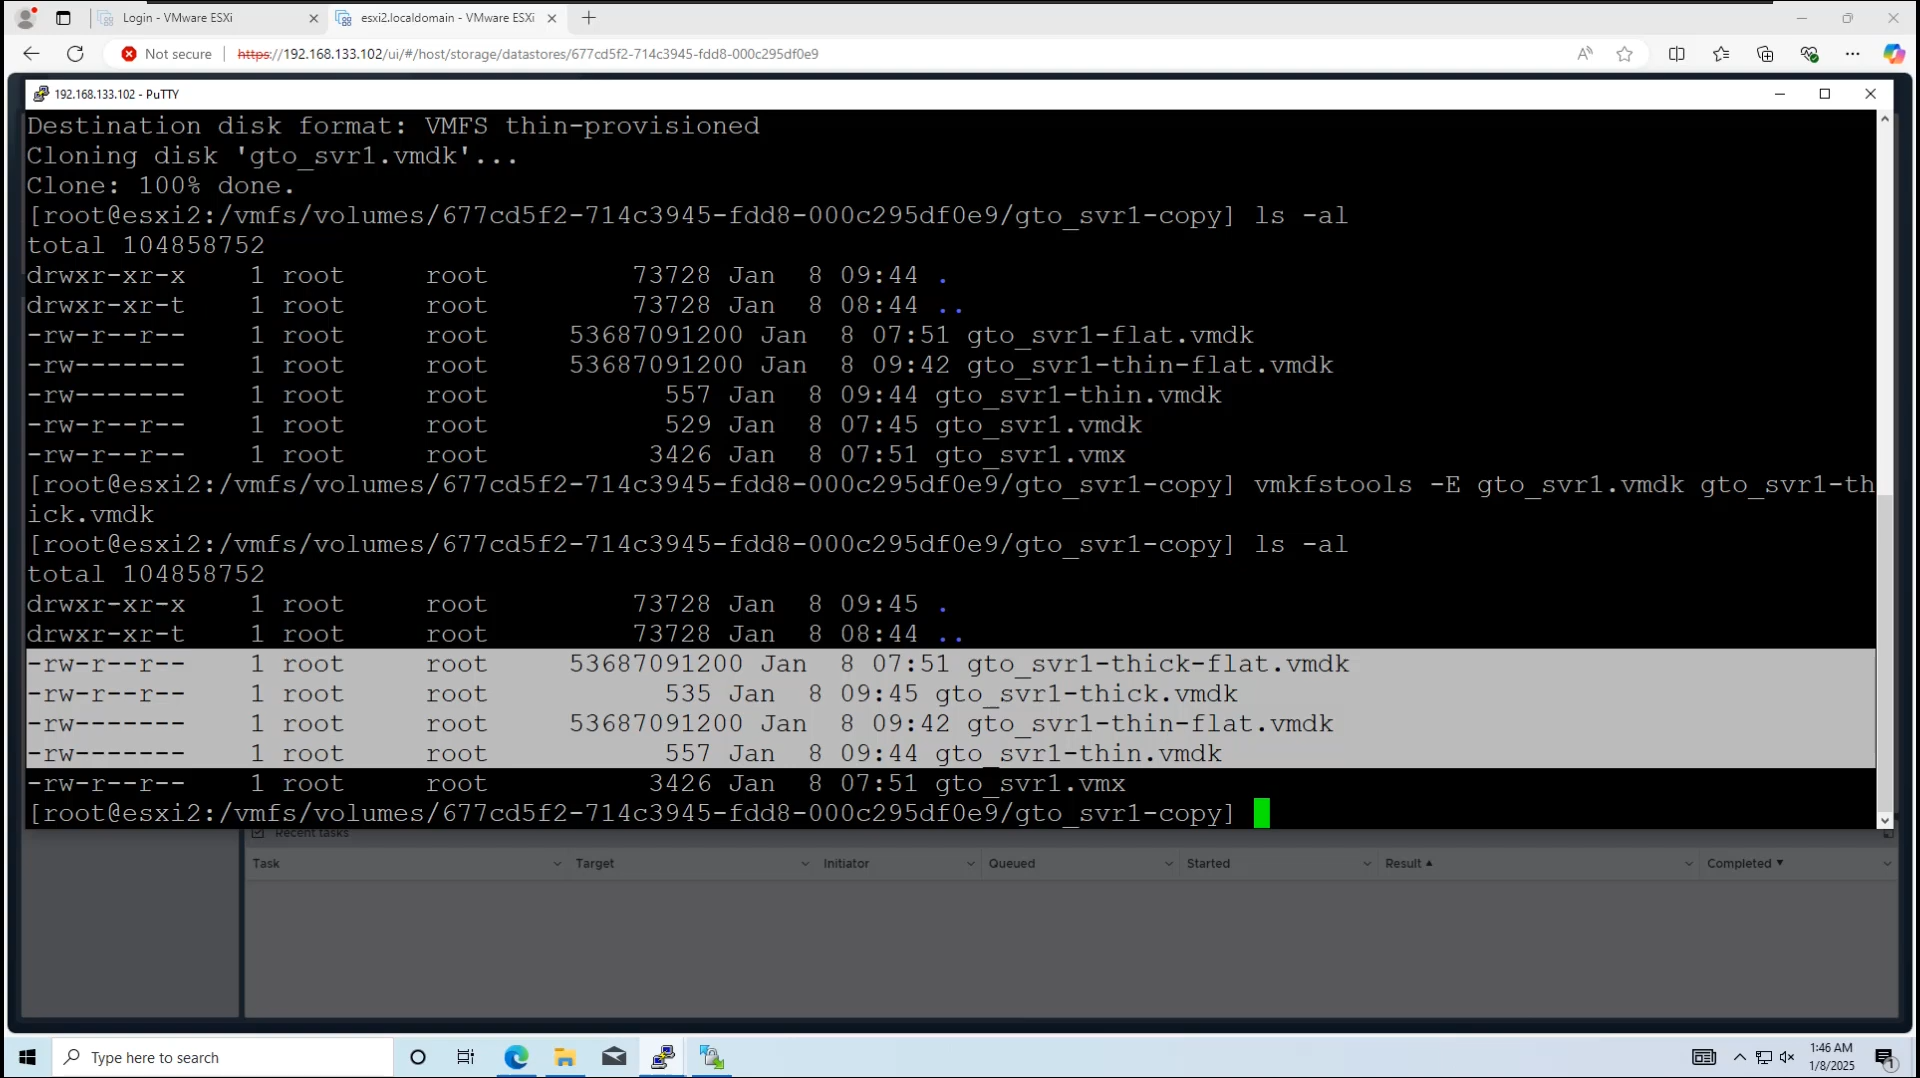 Login - VMware ESXi
esxi2.localdomain - VMware ESXi
Not secure https://192.168.133.102/ui/#/host/storage/datastores/677cd5f2-714c3945-fdd8-000c295df0e9
192.168.133.102 - PuTTY
Destination disk format: VMFS thin-provisioned
Cloning disk 'gto_svr1.vmdk'...
Clone: 100% done.
[root@esxi2:/vmfs/volumes/677cd5f2-714c3945-fdd8-000c295df0e9/gto_svr1-copy] ls -al
total 104858752
drwxr-xr-x    1 root     root         73728 Jan  8 09:44 .
drwxr-xr-t    1 root     root         73728 Jan  8 08:44 ..
-rw-r--r--    1 root     root     53687091200 Jan  8 07:51 gto_svr1-flat.vmdk
-rw-------    1 root     root     53687091200 Jan  8 09:42 gto_svr1-thin-flat.vmdk
-rw-------    1 root     root           557 Jan  8 09:44 gto_svr1-thin.vmdk
-rw-r--r--    1 root     root           529 Jan  8 07:45 gto_svr1.vmdk
-rw-r--r--    1 root     root          3426 Jan  8 07:51 gto_svr1.vmx
[root@esxi2:/vmfs/volumes/677cd5f2-714c3945-fdd8-000c295df0e9/gto_svr1-copy] vmkfstools -E gto_svr1.vmdk gto_svr1-th
ick.vmdk
[root@esxi2:/vmfs/volumes/677cd5f2-714c3945-fdd8-000c295df0e9/gto_svr1-copy] ls -al
total 104858752
drwxr-xr-x    1 root     root         73728 Jan  8 09:45 .
drwxr-xr-t    1 root     root         73728 Jan  8 08:44 ..
-rw-r--r--    1 root     root     53687091200 Jan  8 07:51 gto_svr1-thick-flat.vmdk
-rw-r--r--    1 root     root           535 Jan  8 09:45 gto_svr1-thick.vmdk
-rw-------    1 root     root     53687091200 Jan  8 09:42 gto_svr1-thin-flat.vmdk
-rw-------    1 root     root           557 Jan  8 09:44 gto_svr1-thin.vmdk
-rw-r--r--    1 root     root          3426 Jan  8 07:51 gto_svr1.vmx
[root@esxi2:/vmfs/volumes/677cd5f2-714c3945-fdd8-000c295df0e9/gto_svr1-copy]
Recent tasks
Task Target Initiator Queued Started Result Completed
Type here to search
1:46 AM
1/8/2025
1